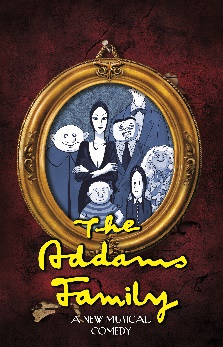 The
Addams
Family
A NEW MUSICAL
COMEDY